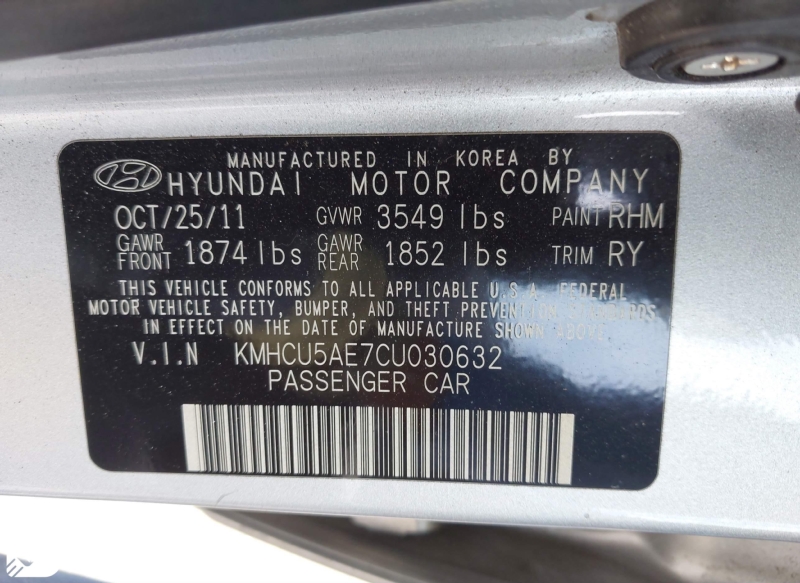 MANUFACTURED IN KOREA BY
HYUNDAI MOTOR COMPANY
OCT/25/11 GVWR 3549 lbs PAINT RHM
GAWR FRONT 1874 lbs GAWR REAR 1852 lbs TRIM RY
THIS VEHICLE CONFORMS TO ALL APPLICABLE U.S.A. FEDERAL
MOTOR VEHICLE SAFETY, BUMPER, AND THEFT PREVENTION STANDARDS
IN EFFECT ON THE DATE OF MANUFACTURE SHOWN ABOVE.
V.I.N KMHCU5AE7CU030632
PASSENGER CAR